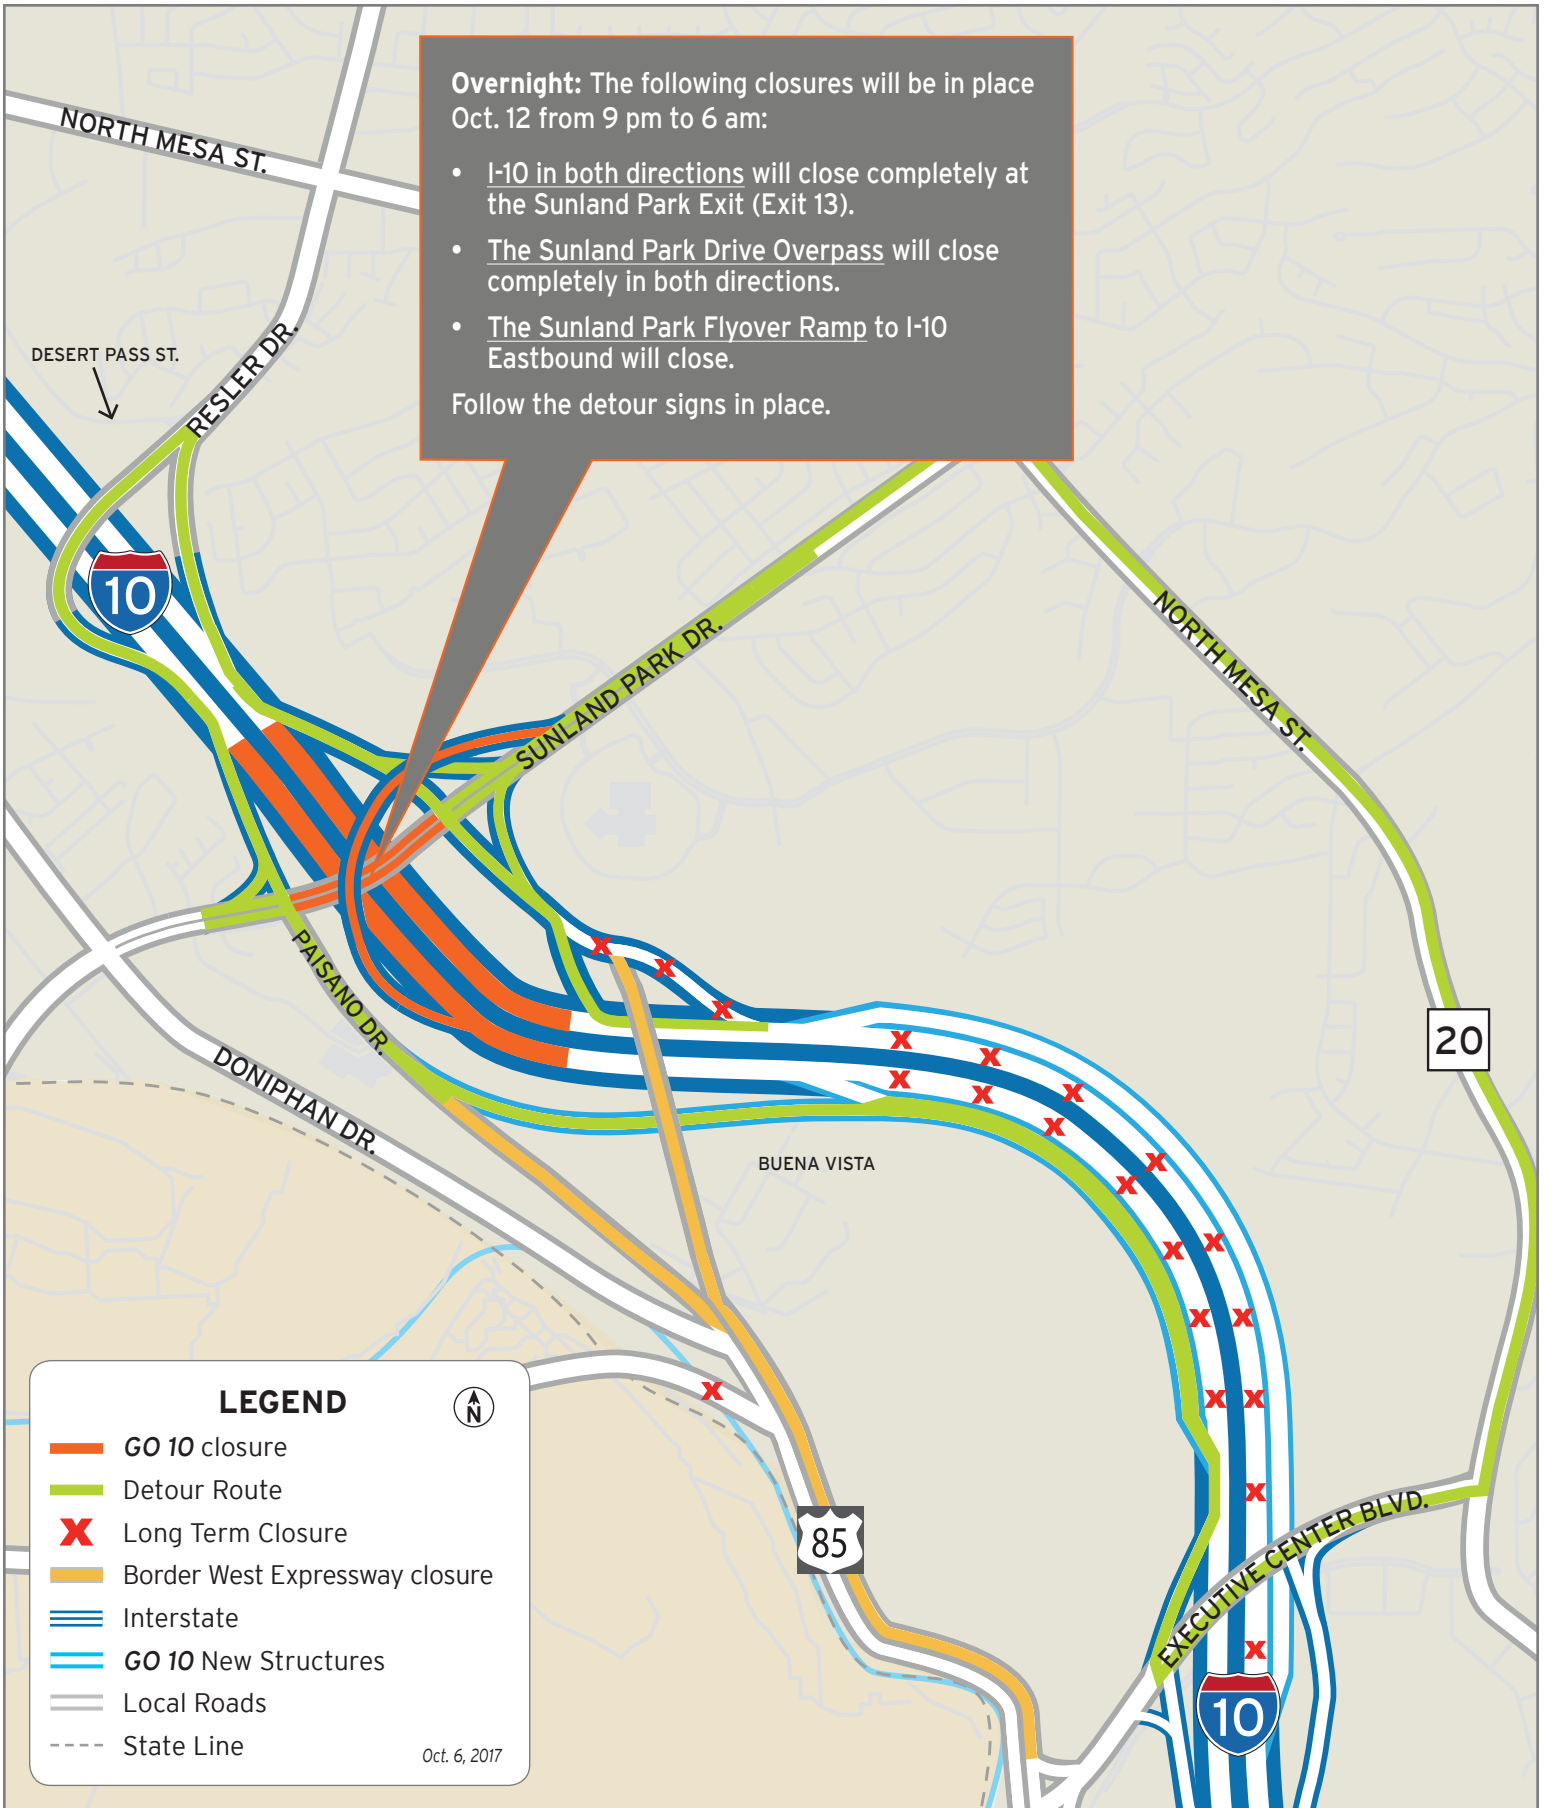 Overnight: The following closures will be in place
Oct. 12 from 9 pm to 6 am:
• I-10 in both directions will close completely at
the Sunland Park Exit (Exit 13).
• The Sunland Park Drive Overpass will close
completely in both directions.
• The Sunland Park Flyover Ramp to I-10
Eastbound will close.
Follow the detour signs in place.
NORTH MESA ST.
DESERT PASS ST.
RESLER DR.
10
SUNLAND PARK DR.
NORTH MESA ST.
PAISANO DR.
DONIPHAN DR.
20
BUENA VISTA
85
EXECUTIVE CENTER BLVD.
10
LEGEND
N
GO 10 closure
Detour Route
X Long Term Closure
Border West Expressway closure
Interstate
GO 10 New Structures
Local Roads
State Line
Oct. 6, 2017